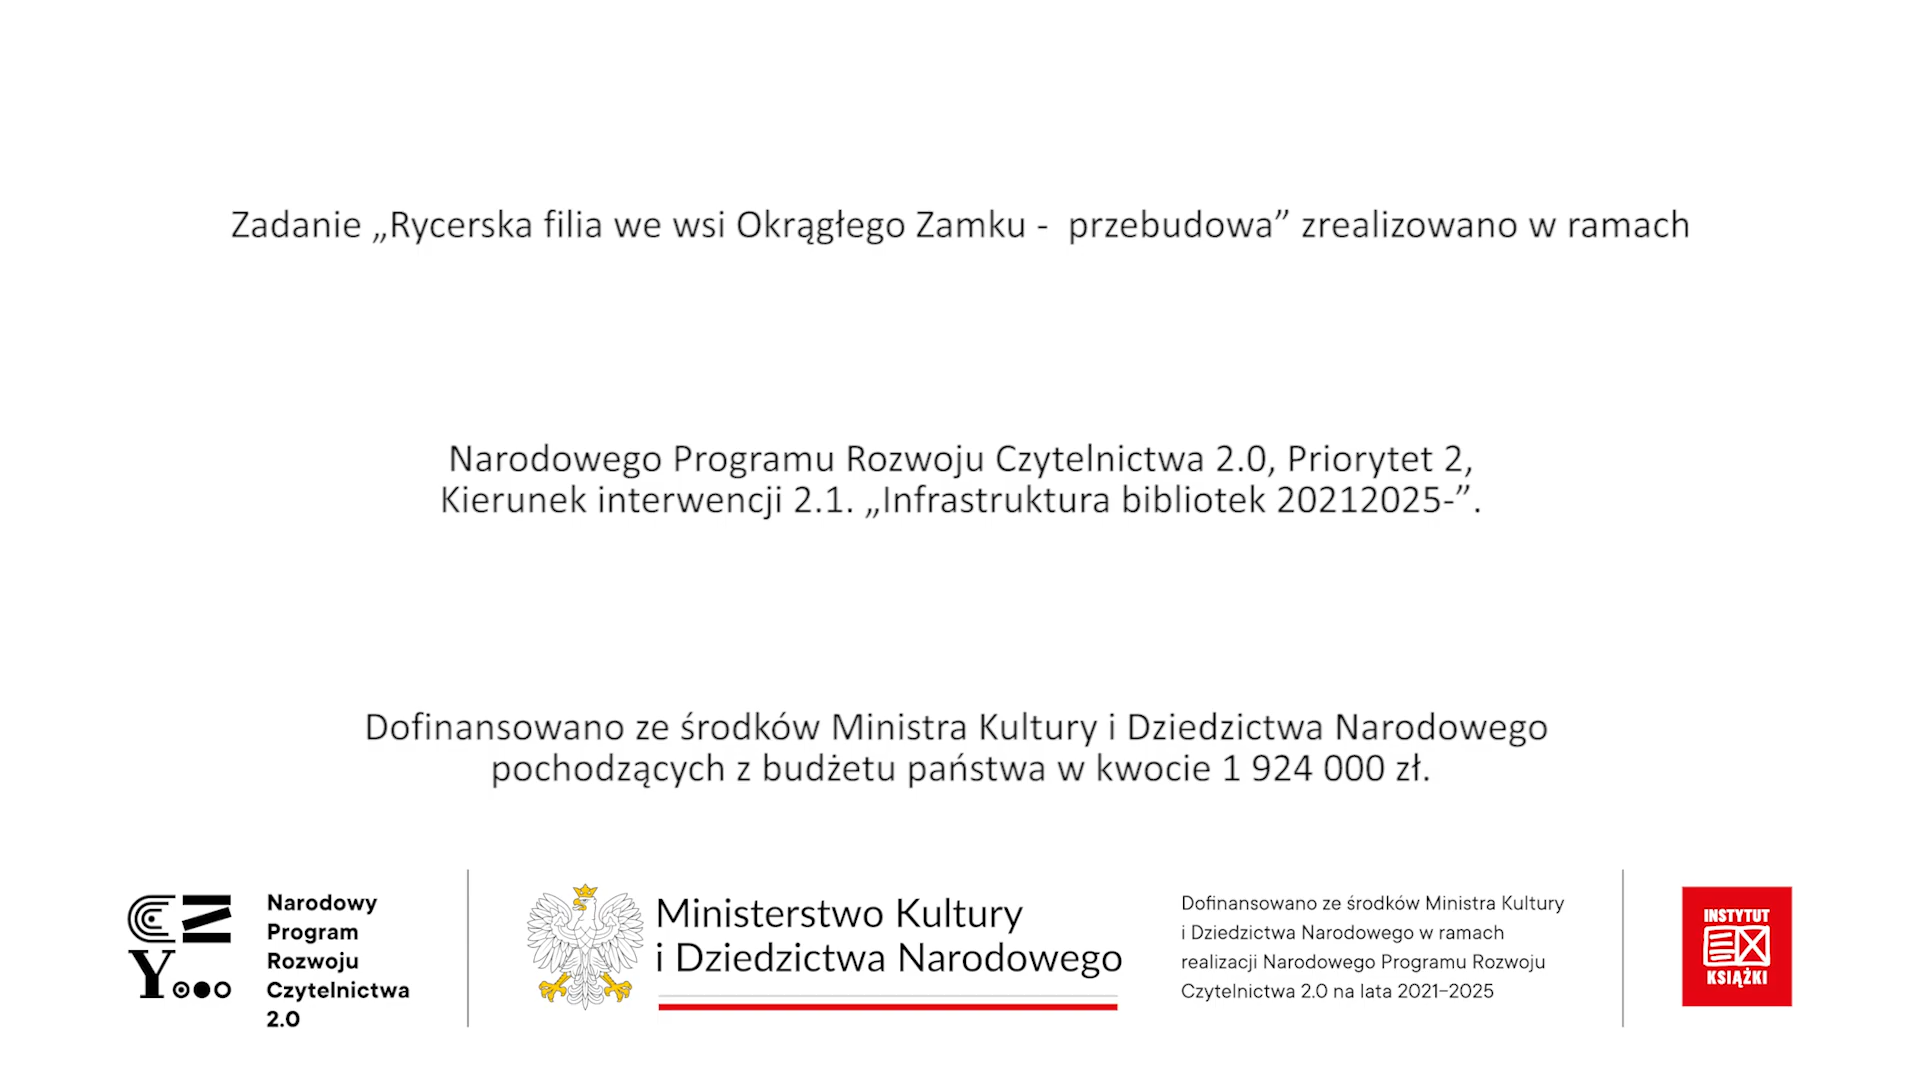 Zadanie „Rycerska filia we wsi Okrągłego Zamku -  przebudowa” zrealizowano w ramach
Narodowego Programu Rozwoju Czytelnictwa 2.0, Priorytet 2,
Kierunek interwencji 2.1. „Infrastruktura bibliotek 20212025-”.
Dofinansowano ze środków Ministra Kultury i Dziedzictwa Narodowego
pochodzących z budżetu państwa w kwocie 1 924 000 zł.
CZ
Y
Narodowy
Program
Rozwoju
Czytelnictwa
2.0
Ministerstwo Kultury
i Dziedzictwa Narodowego
Dofinansowano ze środków Ministra Kultury
i Dziedzictwa Narodowego w ramach
realizacji Narodowego Programu Rozwoju
Czytelnictwa 2.0 na lata 2021–2025
INSTYTUT
KSIĄŻKI